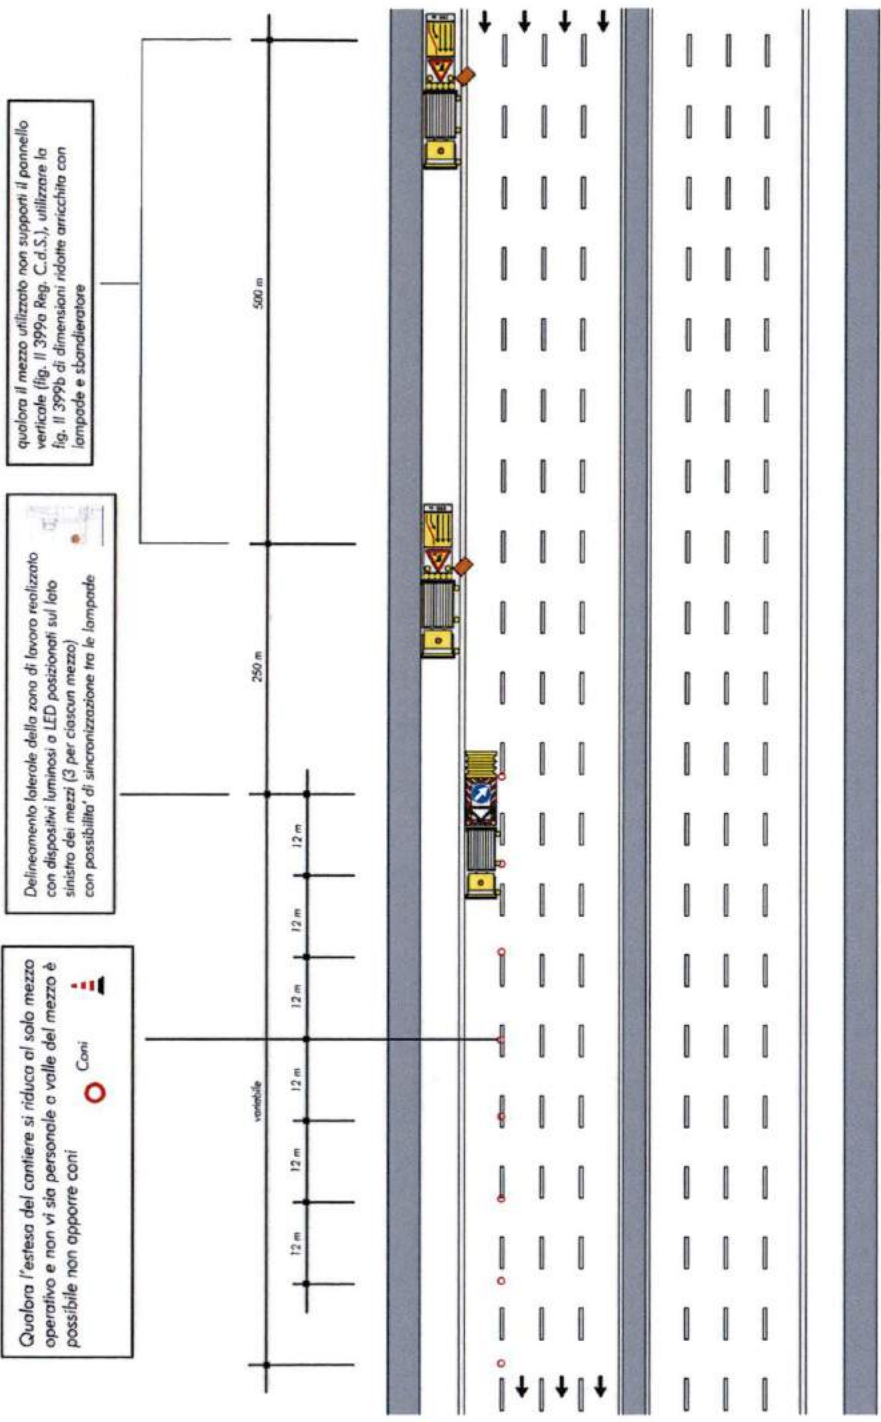 qualora il mezzo utilizzato non supporti il pannello
verticale (fig. II 399a Reg. C.d.S.), utilizzare la
fig. II 399b di dimensioni ridotte arricchita con
lampade e sbandieratore
Delineamento laterale della zona di lavoro realizzato
con dispositivi luminosi a LED posizionati sul lato
sinistro dei mezzi (3 per ciascun mezzo)
con possibilita' di sincronizzazione tra le lampade
Qualora l'estesa del cantiere si riduca al solo mezzo
operativo e non vi sia personale a valle del mezzo è
possibile non apporre coni
Coni
500 m
250 m
variabile
12 m
12 m
12 m
12 m
12 m
12 m